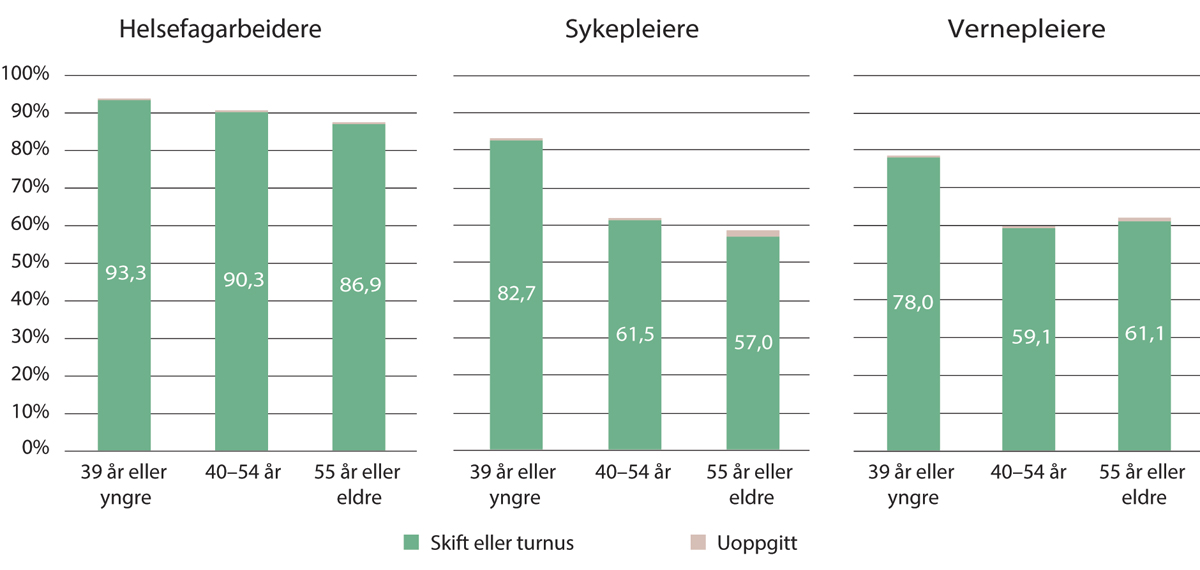 Helsefagarbeidere
Sykepleiere
Vernepleiere
100%
90%
80%
70%
60%
50%
40%
30%
20%
10%
0%
93,3
90,3
86,9
82,7
61,5
57,0
78,0
59,1
61,1
39 år eller
yngre
40–54 år
55 år eller
eldre
39 år eller
yngre
40–54 år
55 år eller
eldre
39 år eller
yngre
40–54 år
55 år eller
eldre
Skift eller turnus
Uoppgitt